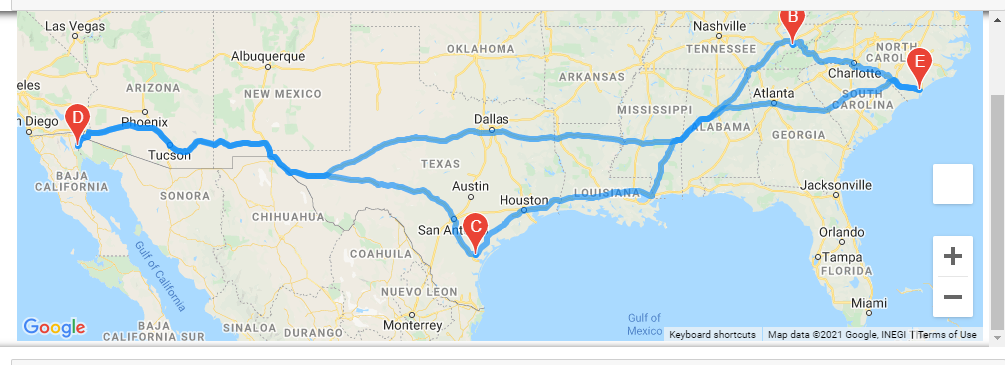 Las Vegas
Nashville
B
TENNESSEE
NORTH
CAROL
OKLAHOMA
Albuquerque
Charlotte
E
ARKANSAS
ARIZONA
NEW MEXICO
Atlanta
SOUTH
CAROLINA
eles
D
MISSISSIPPI
n Diego
Phoenix
Dallas
ALABAMA
GEORGIA
Tucson
TEXAS
BAJA
CALIFORNIA
SONORA
Austin
Houston
LOUISIANA
Jacksonville
CHIHUAHUA
San Ant
C
Orlando
Tampa
FLORIDA
Gulf of California
COAHUILA
NUEVO LEON
Miami
Google
BAJA
CALIFORNIA SUR
SINALOA
DURANGO
Monterrey
Gulf of
Mexico
Keyboard shortcuts
Map data ©2021 Google, INEGI
Terms of Use